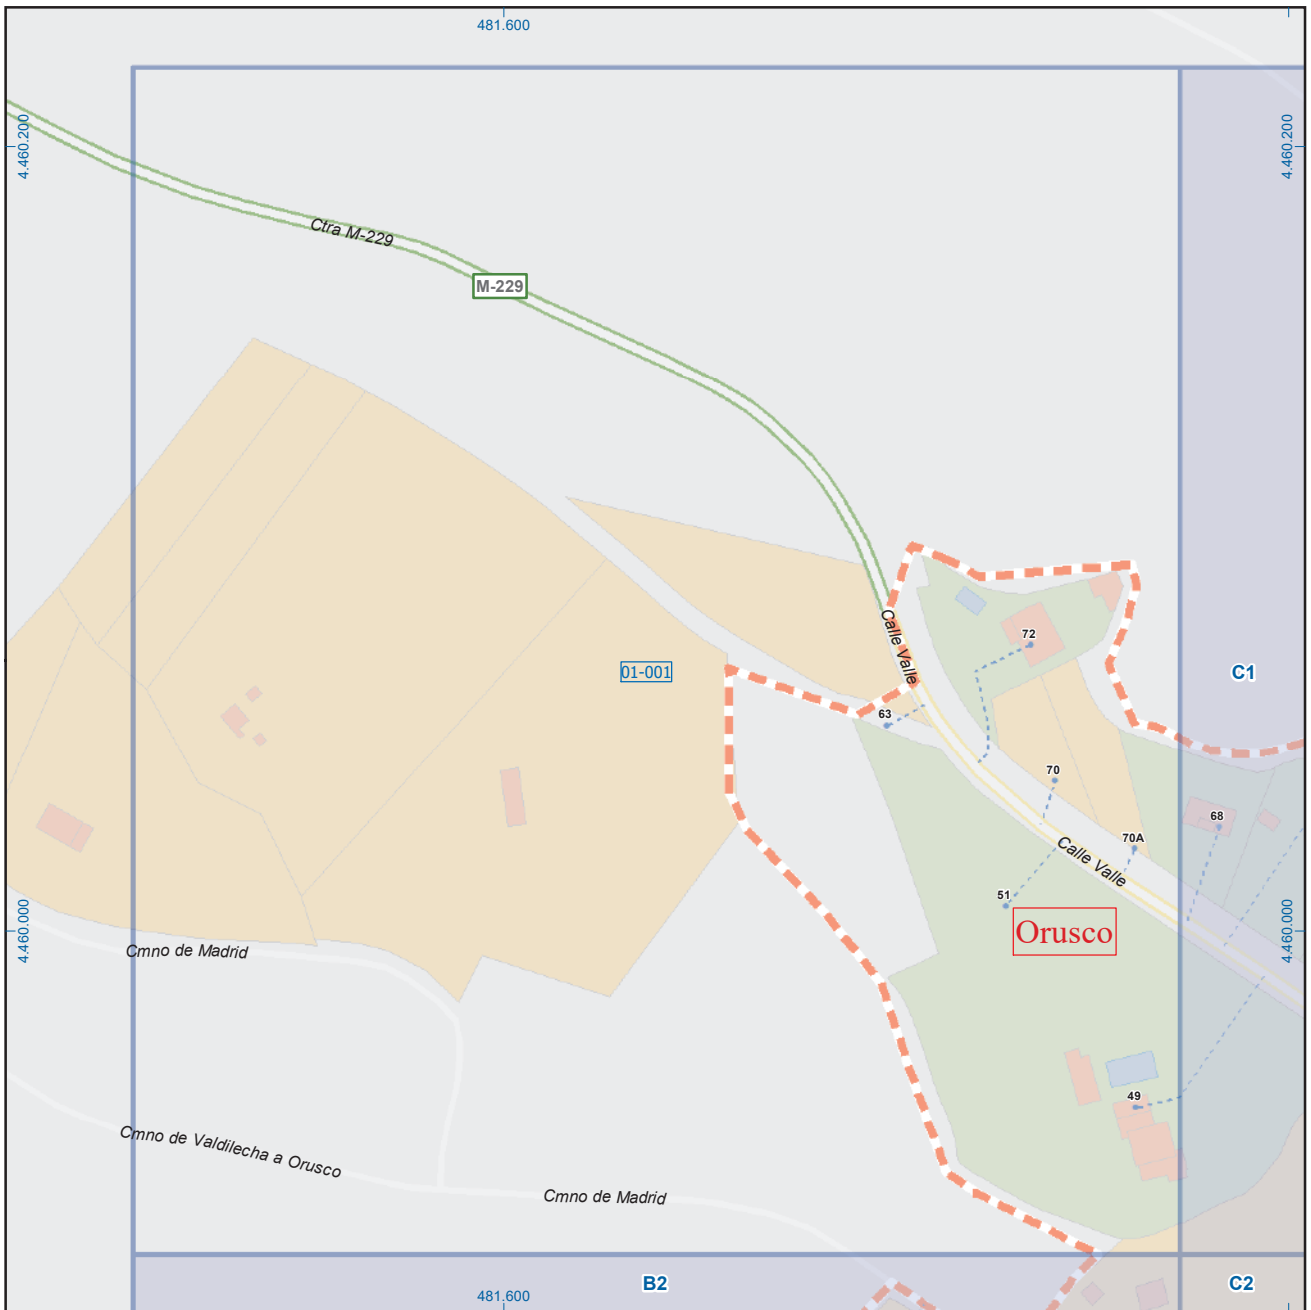 481.600
4.460.200
4.460.200
Ctra M-229
M-229
Calle Valle
72
01-001
C1
63
70
68
70A
Calle Valle
51
Orusco
4.460.000
4.460.000
Cmno de Madrid
49
Cmno de Valdilecha a Orusco
Cmno de Madrid
B2
C2
481.600